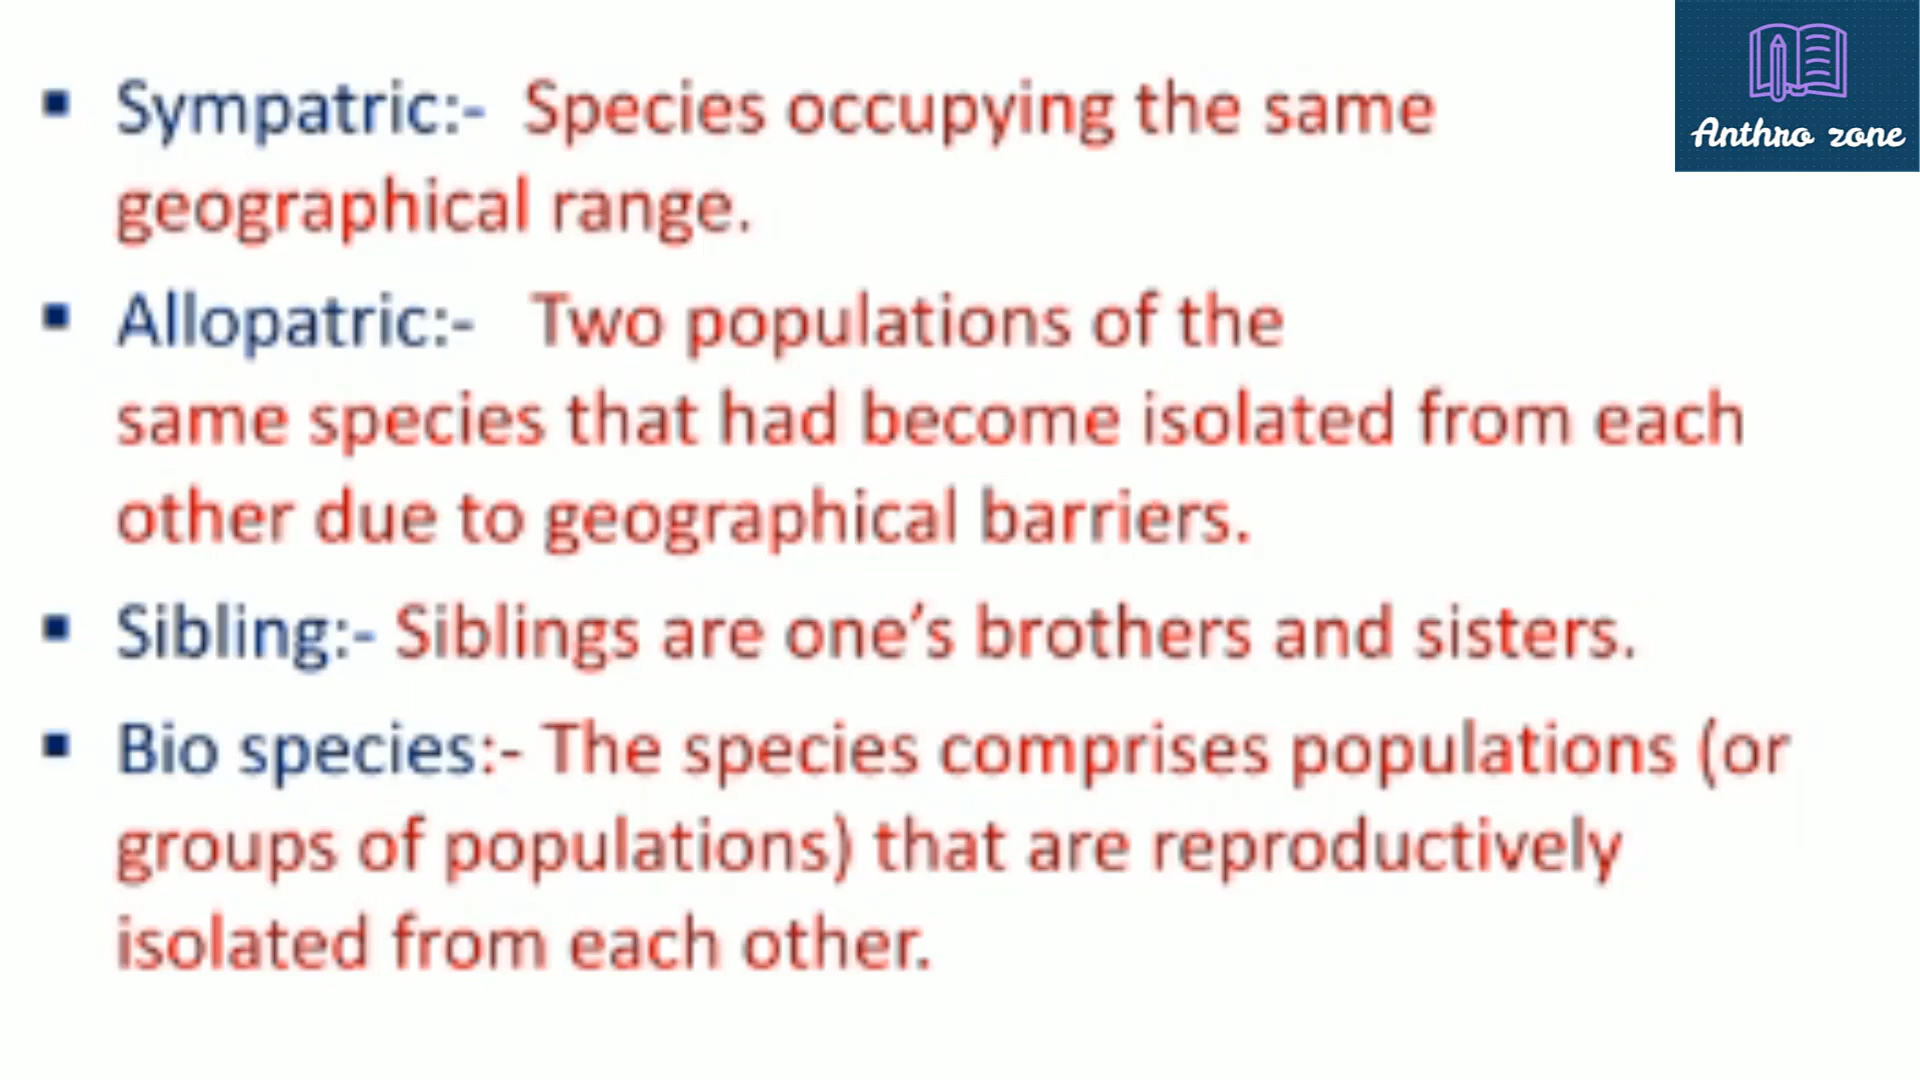 Anthro zone
▪ Sympatric:- Species occupying the same
geographical range.
▪ Allopatric:- Two populations of the
same species that had become isolated from each
other due to geographical barriers.
▪ Sibling:- Siblings are one’s brothers and sisters.
▪ Bio species:- The species comprises populations (or
groups of populations) that are reproductively
isolated from each other.